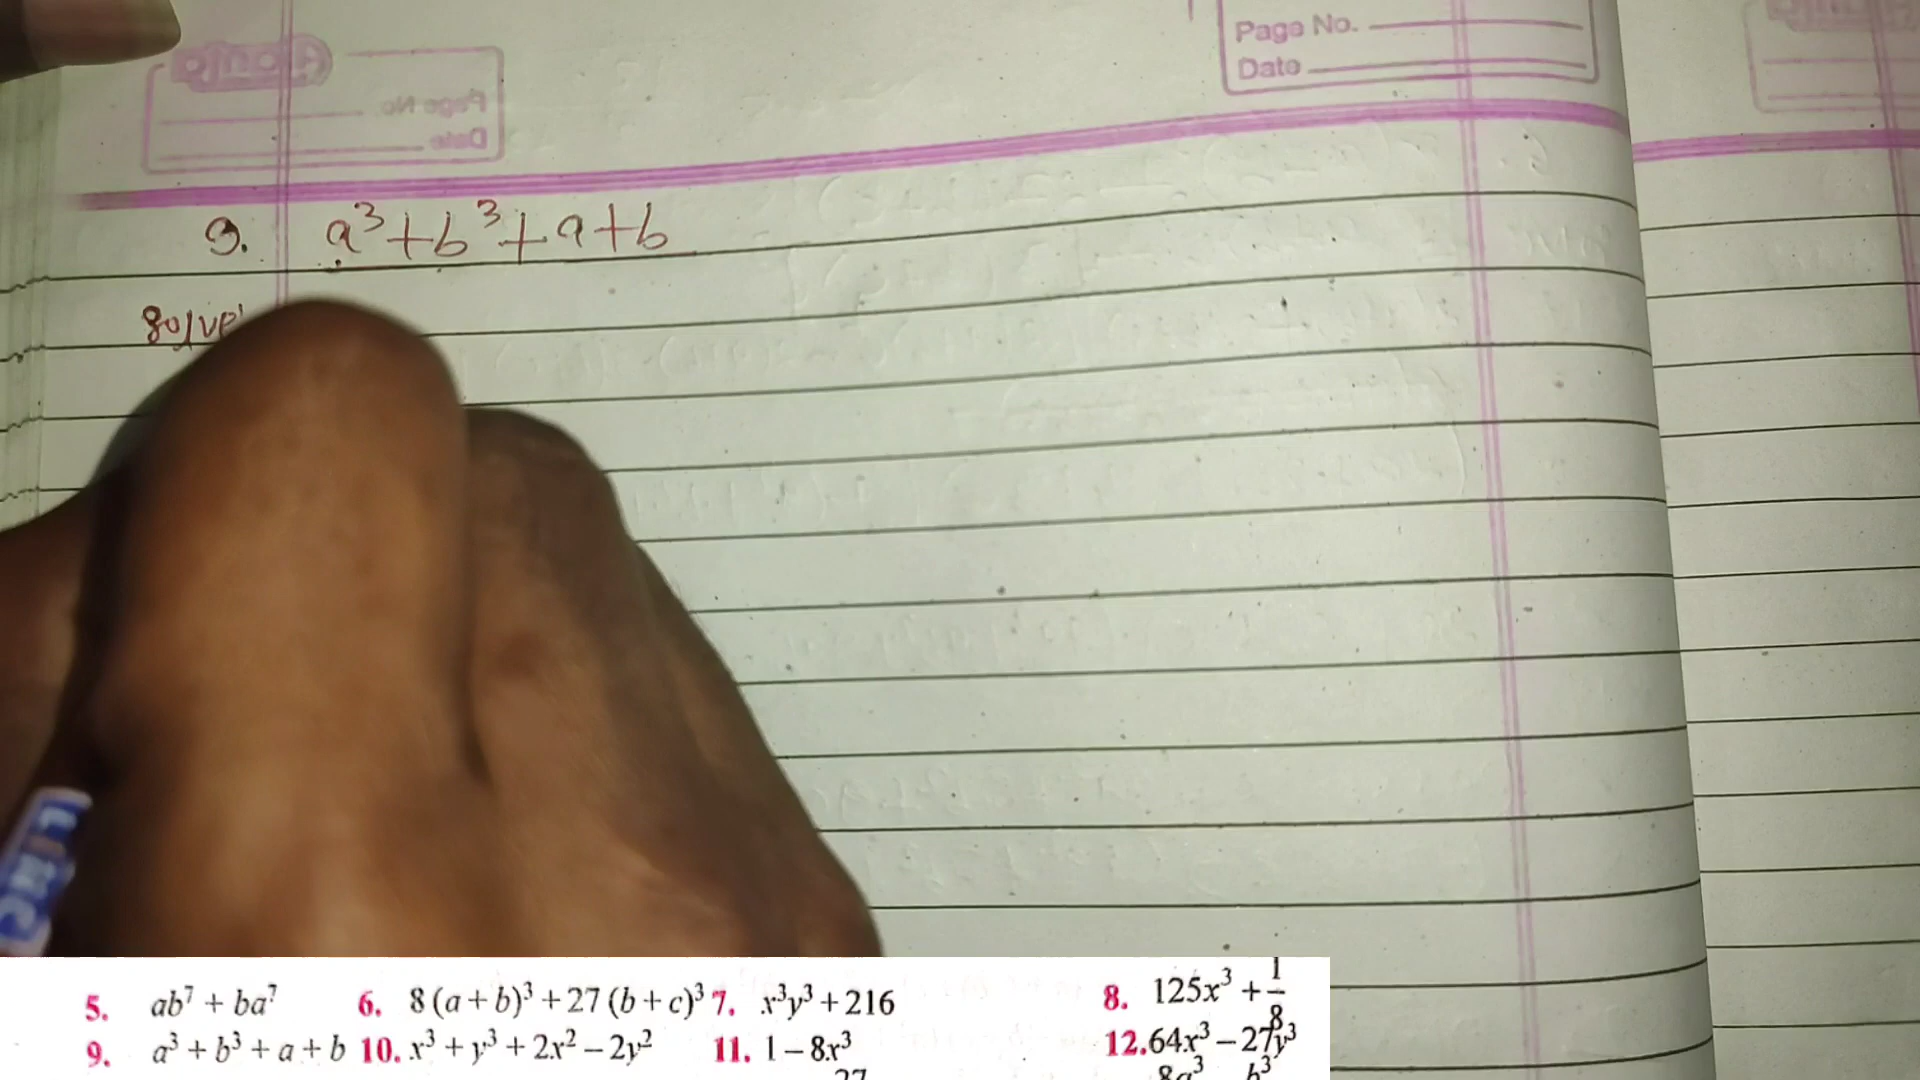 Page No.
Date
9. a³+b³+a+b
5. ab⁷ + ba⁷ 6. 8(a+b)³+27(b+c)³ 7. x³y³+216 8. 125x³+1/8
9. a³+b³+a+b 10. x³+y³+2x²−2y² 11. 1−8x³ 12. 64x³−27y³